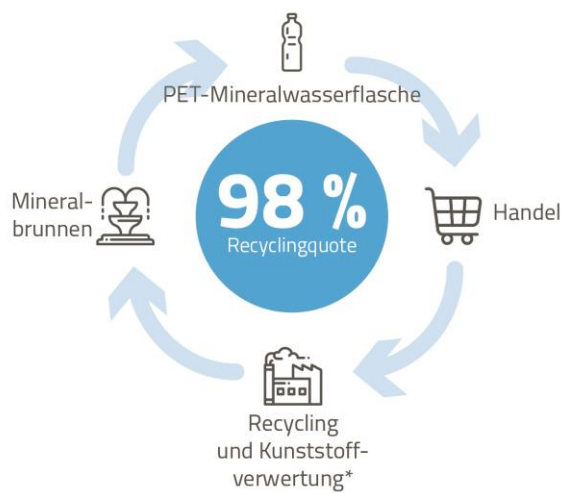 PET-Mineralwasserflasche
98 %
Recyclingquote
Handel
Mineral-
brunnen
Recycling
und Kunststoff-
verwertung*